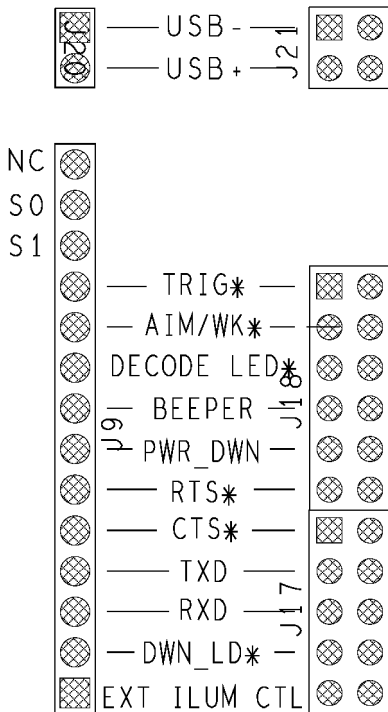 J20
USB-
J21
USB+
NC
S0
S1
TRIG*
AIM/WK*
DECODE LED*
J18
BEEPER
J9
PWR_DWN
RTS*
CTS*
TXD
RXD
J17
DWN_LD*
EXT ILUM CTL